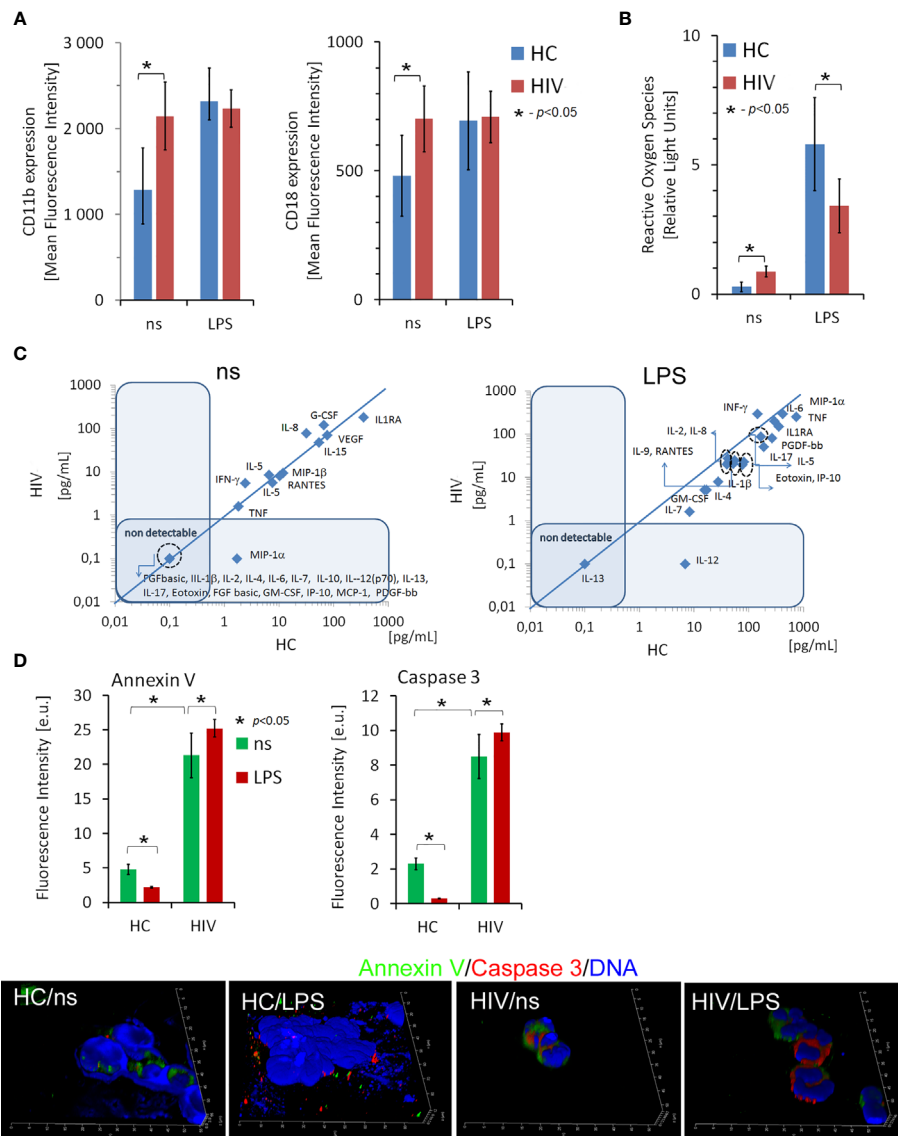 A
B
3 000
2 000
1 000
0
CD11b expression
[Mean Fluorescence Intensity]
*
ns
LPS
1000
500
0
CD18 expression
[Mean Fluorescence Intensity]
*
ns
LPS
HC
HIV
* - p<0.05
10
5
0
Reactive Oxygen Species
[Relative Light Units]
HC
HIV
* - p<0.05
*
*
ns
LPS
C
ns
HIV
[pg/mL]
1000
100
10
1
0,1
0,01
G-CSF
IL-8
IL1RA
VEGF
IL-15
IL-5
MIP-1β
IFN-γ
RANTES
IL-5
TNF
non detectable
MIP-1α
PGFbasic, IIL-1β, IL-2, IL-4, IL-6, IL-7, IL-10, IL--12(p70), IL-13,
IL-17, Eotoxin, FGF basic, GM-CSF, IP-10, MCP-1, PDGF-bb
0,01
0,1
1
10
100
1000
HC
[pg/mL]
LPS
HIV
[pg/mL]
1000
100
10
1
0,1
0,01
MIP-1α
INF-γ
IL-6
TNF
IL-2, IL-8
IL1RA
PGDF-bb
IL-9, RANTES
IL-17
IL-5
IL-1β
Eotoxin, IP-10
GM-CSF
IL-4
IL-7
non detectable
IL-13
IL-12
0,01
0,1
1
10
100
1000
HC
[pg/mL]
D
Annexin V
30
25
20
15
10
5
0
Fluorescence Intensity [e.u.]
*
*
*
* p<0.05
ns
LPS
HC
HIV
Caspase 3
12
10
8
6
4
2
0
Fluorescence Intensity [e.u.]
*
*
*
HC
HIV
Annexin V/Caspase 3/DNA
HC/ns
HC/LPS
HIV/ns
HIV/LPS